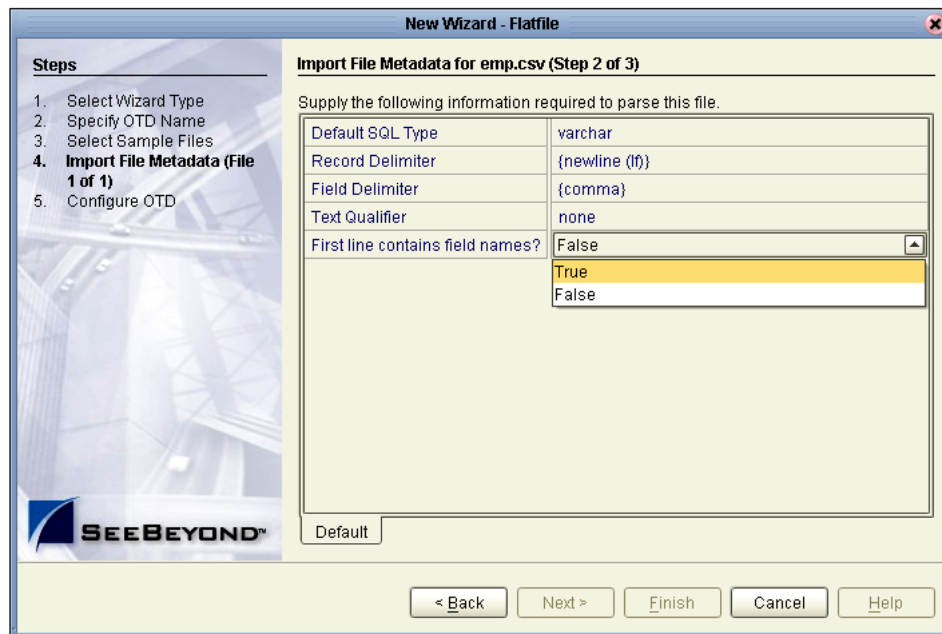 New Wizard - Flatfile
Steps
1. Select Wizard Type
2. Specify OTD Name
3. Select Sample Files
4. Import File Metadata (File
1 of 1)
5. Configure OTD
SEEBEYOND™
Import File Metadata for emp.csv (Step 2 of 3)
Supply the following information required to parse this file.
Default SQL Type varchar
Record Delimiter {newline (lf)}
Field Delimiter {comma}
Text Qualifier none
First line contains field names? False
True
False
Default
< Back Next > Finish Cancel Help